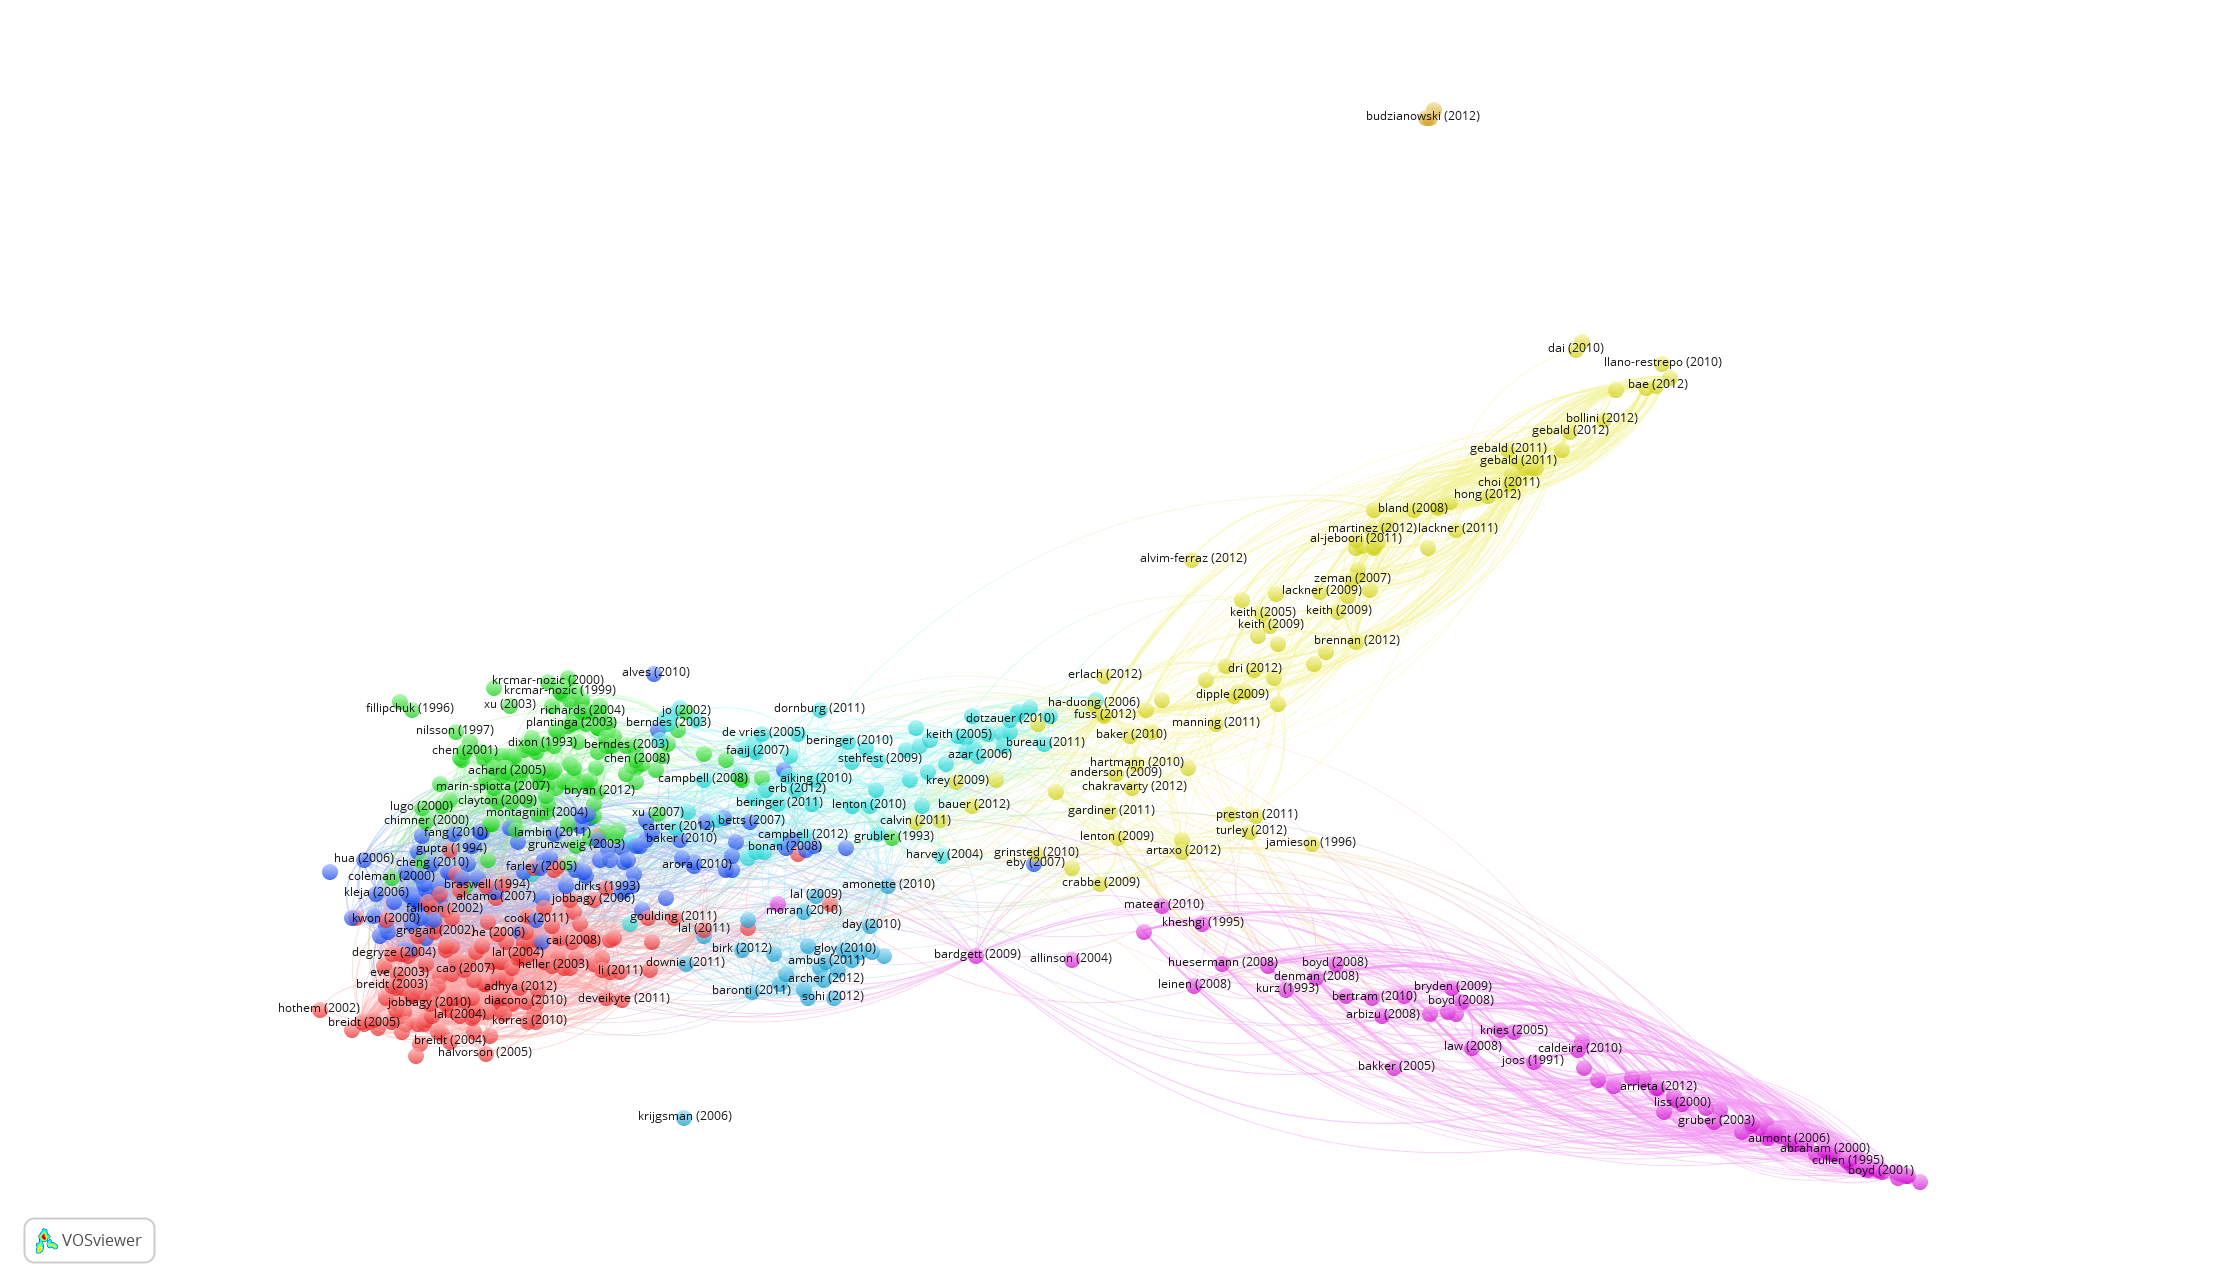 budzianowski (2012)
dai (2010)
llano-restrepo (2010)
bae (2012)
bollini (2012)
gebald (2012)
gebald (2011)
gebald (2011)
choi (2011)
hong (2012)
bland (2008)
martinez (2012)
lackner (2011)
al-jeboori (2011)
alvim-ferraz (2012)
zeman (2007)
lackner (2009)
keith (2005)
keith (2009)
keith (2009)
brennan (2012)
dri (2012)
erlach (2012)
dipple (2009)
alves (2010)
krcmar-nozic (2000)
krcmar-nozic (1999)
fillipchuk (1996)
xu (2003)
richards (2004)
jo (2002)
dornburg (2011)
ha-duong (2006)
fuss (2012)
dotzauer (2010)
plantinga (2003)
berndes (2003)
manning (2011)
nilsson (1997)
de vries (2005)
keith (2005)
baker (2010)
dixon (1993)
berndes (2003)
beringer (2010)
bureau (2011)
chen (2001)
faaij (2007)
azar (2006)
chen (2008)
stehfest (2009)
hartmann (2010)
achard (2005)
anderson (2009)
campbell (2008)
aiking (2010)
krey (2009)
marin-spiotta (2007)
bryan (2012)
erb (2012)
chakravarty (2012)
clayton (2009)
beringer (2011)
lenton (2010)
bauer (2012)
lugo (2000)
montagnini (2004)
xu (2007)
gardiner (2011)
preston (2011)
chimner (2000)
betts (2007)
calvin (2011)
carter (2012)
turley (2012)
fang (2010)
lambin (2011)
baker (2010)
campbell (2012)
grubler (1993)
lenton (2009)
jamieson (1996)
gupta (1994)
grunzweig (2003)
bonan (2008)
harvey (2004)
grinsted (2010)
artaxo (2012)
hua (2006)
cheng (2010)
farley (2005)
arora (2010)
eby (2007)
coleman (2000)
braswell (1994)
dirks (1993)
amonette (2010)
crabbe (2009)
kleja (2006)
alcamo (2007)
jobbagy (2006)
lal (2009)
falloon (2002)
moran (2010)
matear (2010)
kwon (2000)
cook (2011)
goulding (2011)
kheshgi (1995)
grogan (2002)
he (2006)
lal (2011)
day (2010)
cai (2008)
degryze (2004)
lal (2004)
birk (2012)
gloy (2010)
bardgett (2009)
allinson (2004)
ambus (2011)
downie (2011)
huesermann (2008)
boyd (2008)
eve (2003)
cao (2007)
heller (2003)
li (2011)
archer (2012)
denman (2008)
breidt (2003)
adhya (2012)
baronti (2011)
leinen (2008)
kurz (1993)
bryden (2009)
jobbagy (2010)
diacono (2010)
deveikyte (2011)
sohi (2012)
bertram (2010)
boyd (2008)
hothem (2002)
lal (2004)
arbizu (2008)
breidt (2005)
korres (2010)
knies (2005)
breidt (2004)
law (2008)
caldeira (2010)
halvorson (2005)
joos (1991)
bakker (2005)
arrieta (2012)
liss (2000)
krijgsman (2006)
gruber (2003)
aumont (2006)
abraham (2000)
cullen (1995)
boyd (2001)
VOSviewer